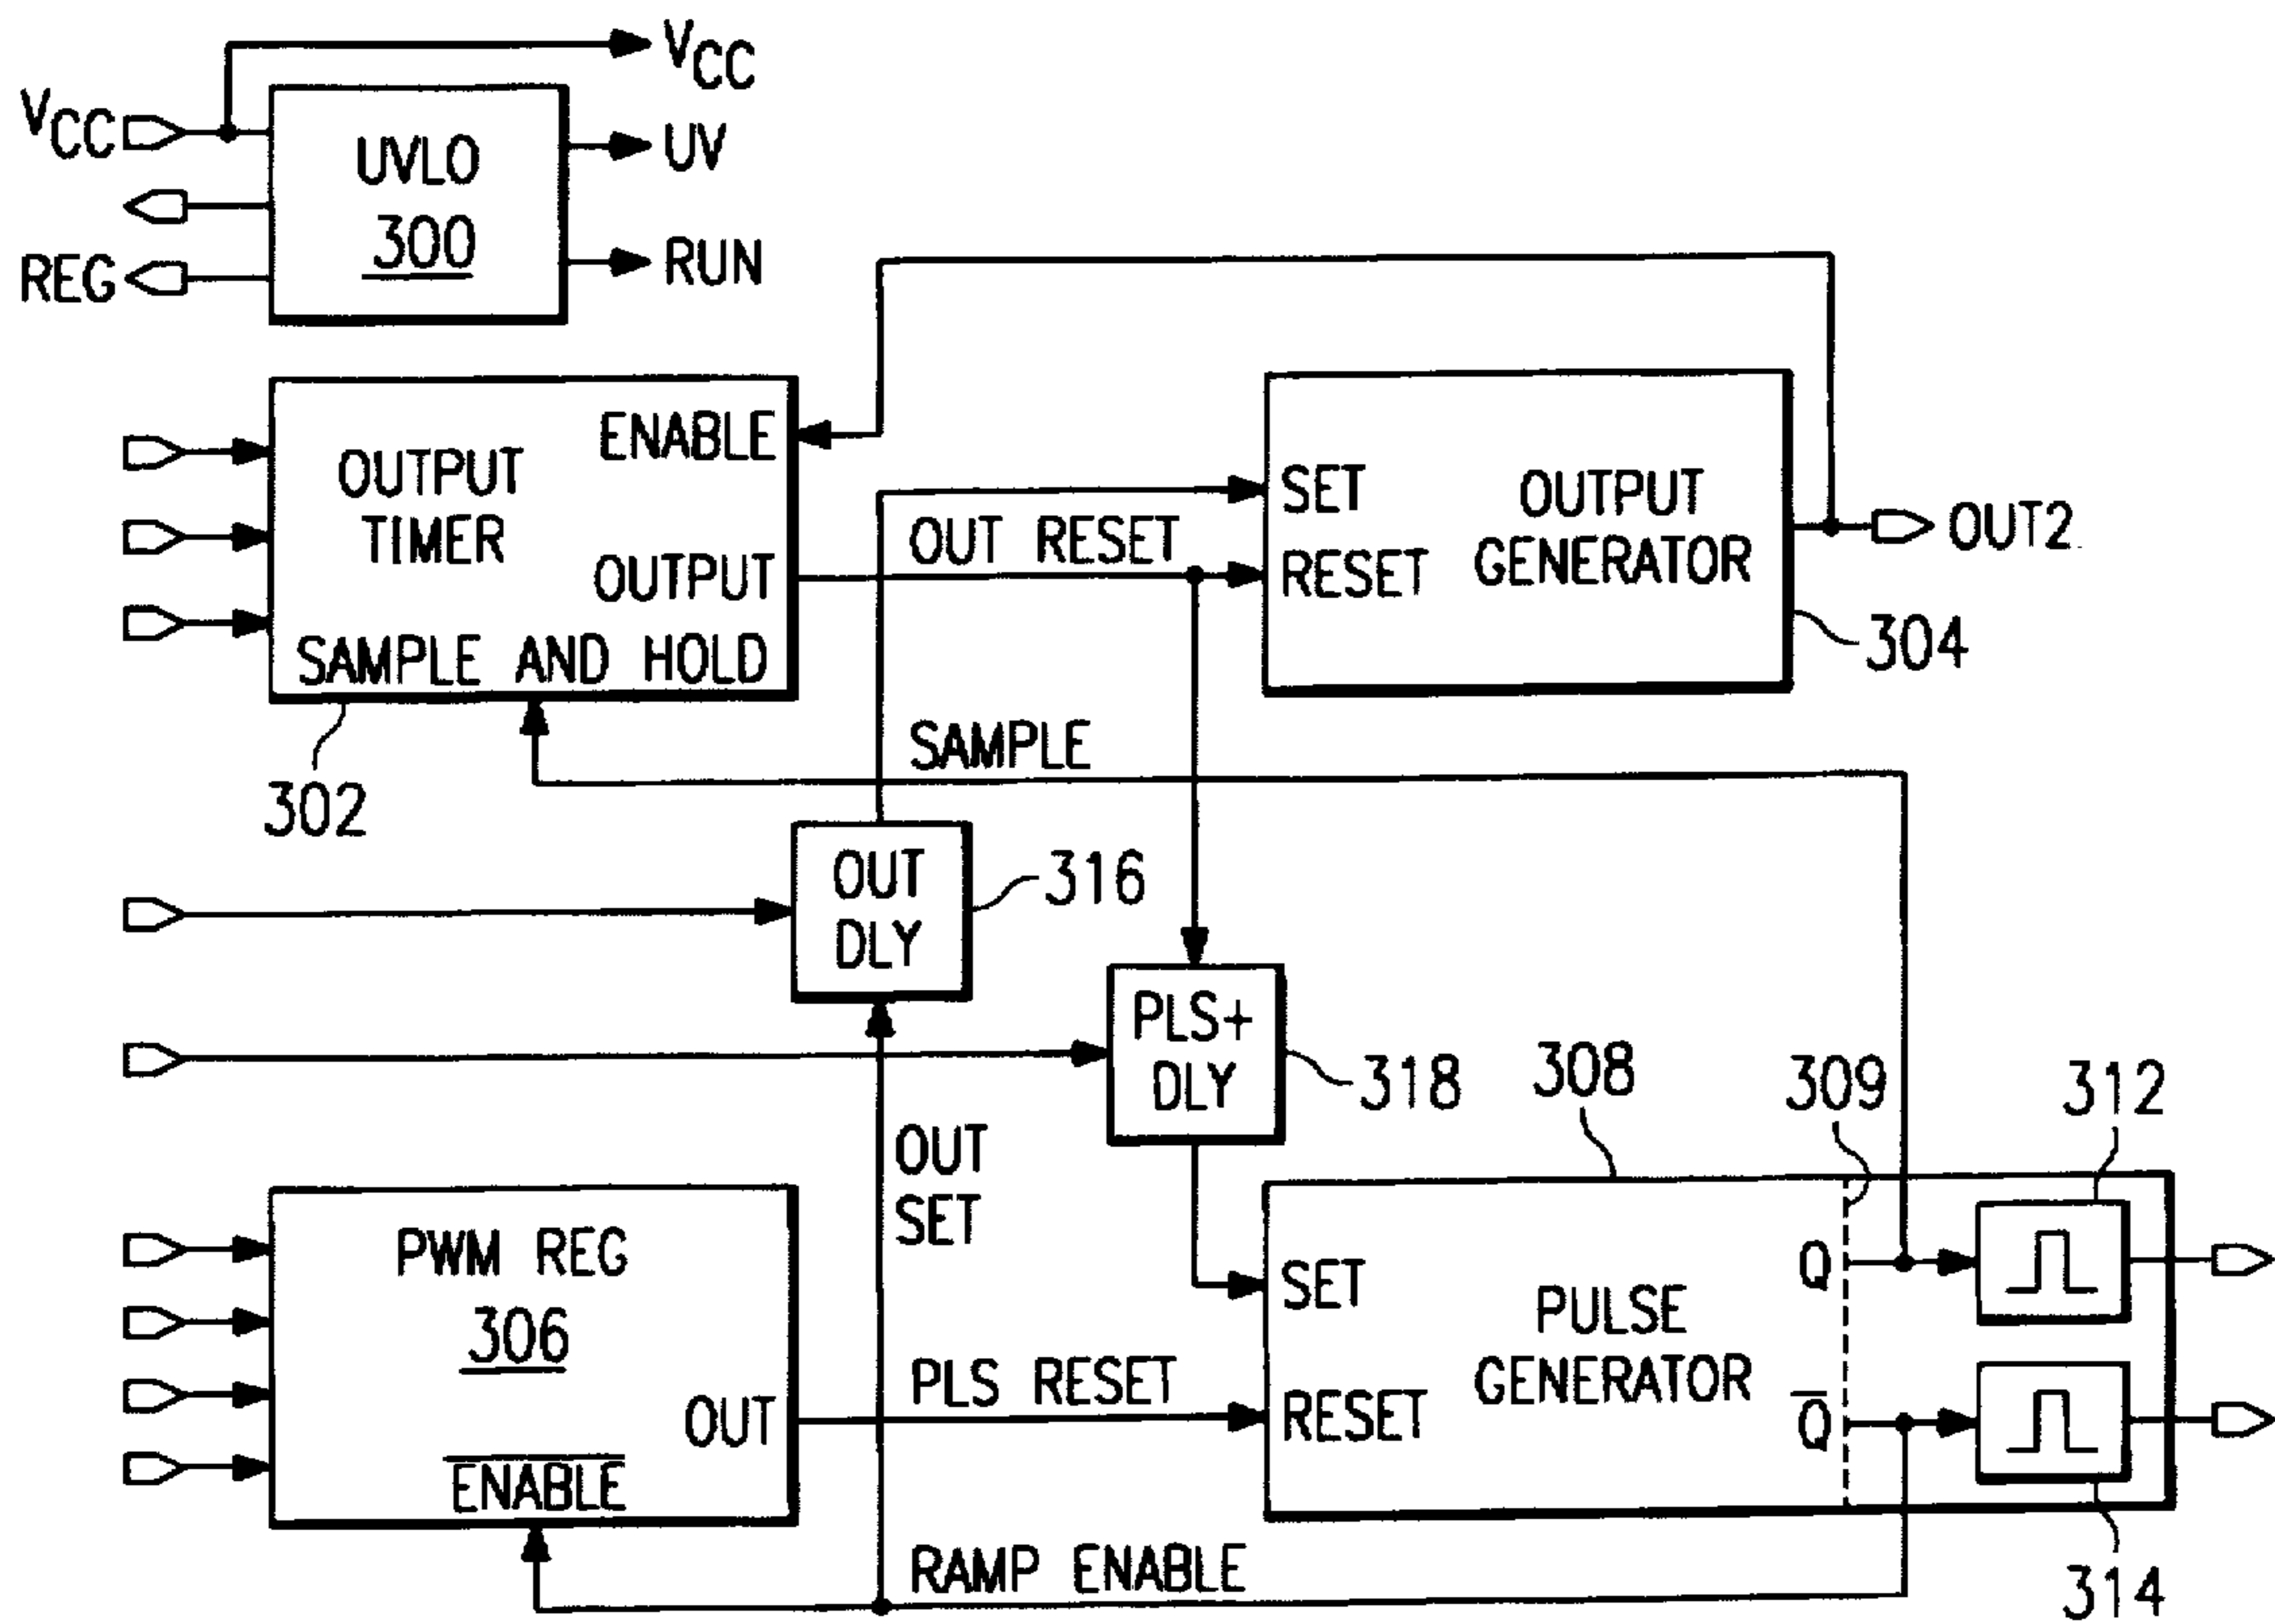 VCC
VCC
UVLO
300
UV
REG
RUN
ENABLE
OUTPUT
TIMER
OUTPUT
SAMPLE AND HOLD
302
OUT RESET
SET
RESET
OUTPUT
GENERATOR
OUT2
304
SAMPLE
OUT
DLY
316
PLS+
DLY
318
OUT
SET
308
309
312
PWM REG
306
OUT
E̅N̅A̅B̅L̅E̅
PLS RESET
SET
RESET
PULSE
GENERATOR
Q
Q̅
RAMP ENABLE
314